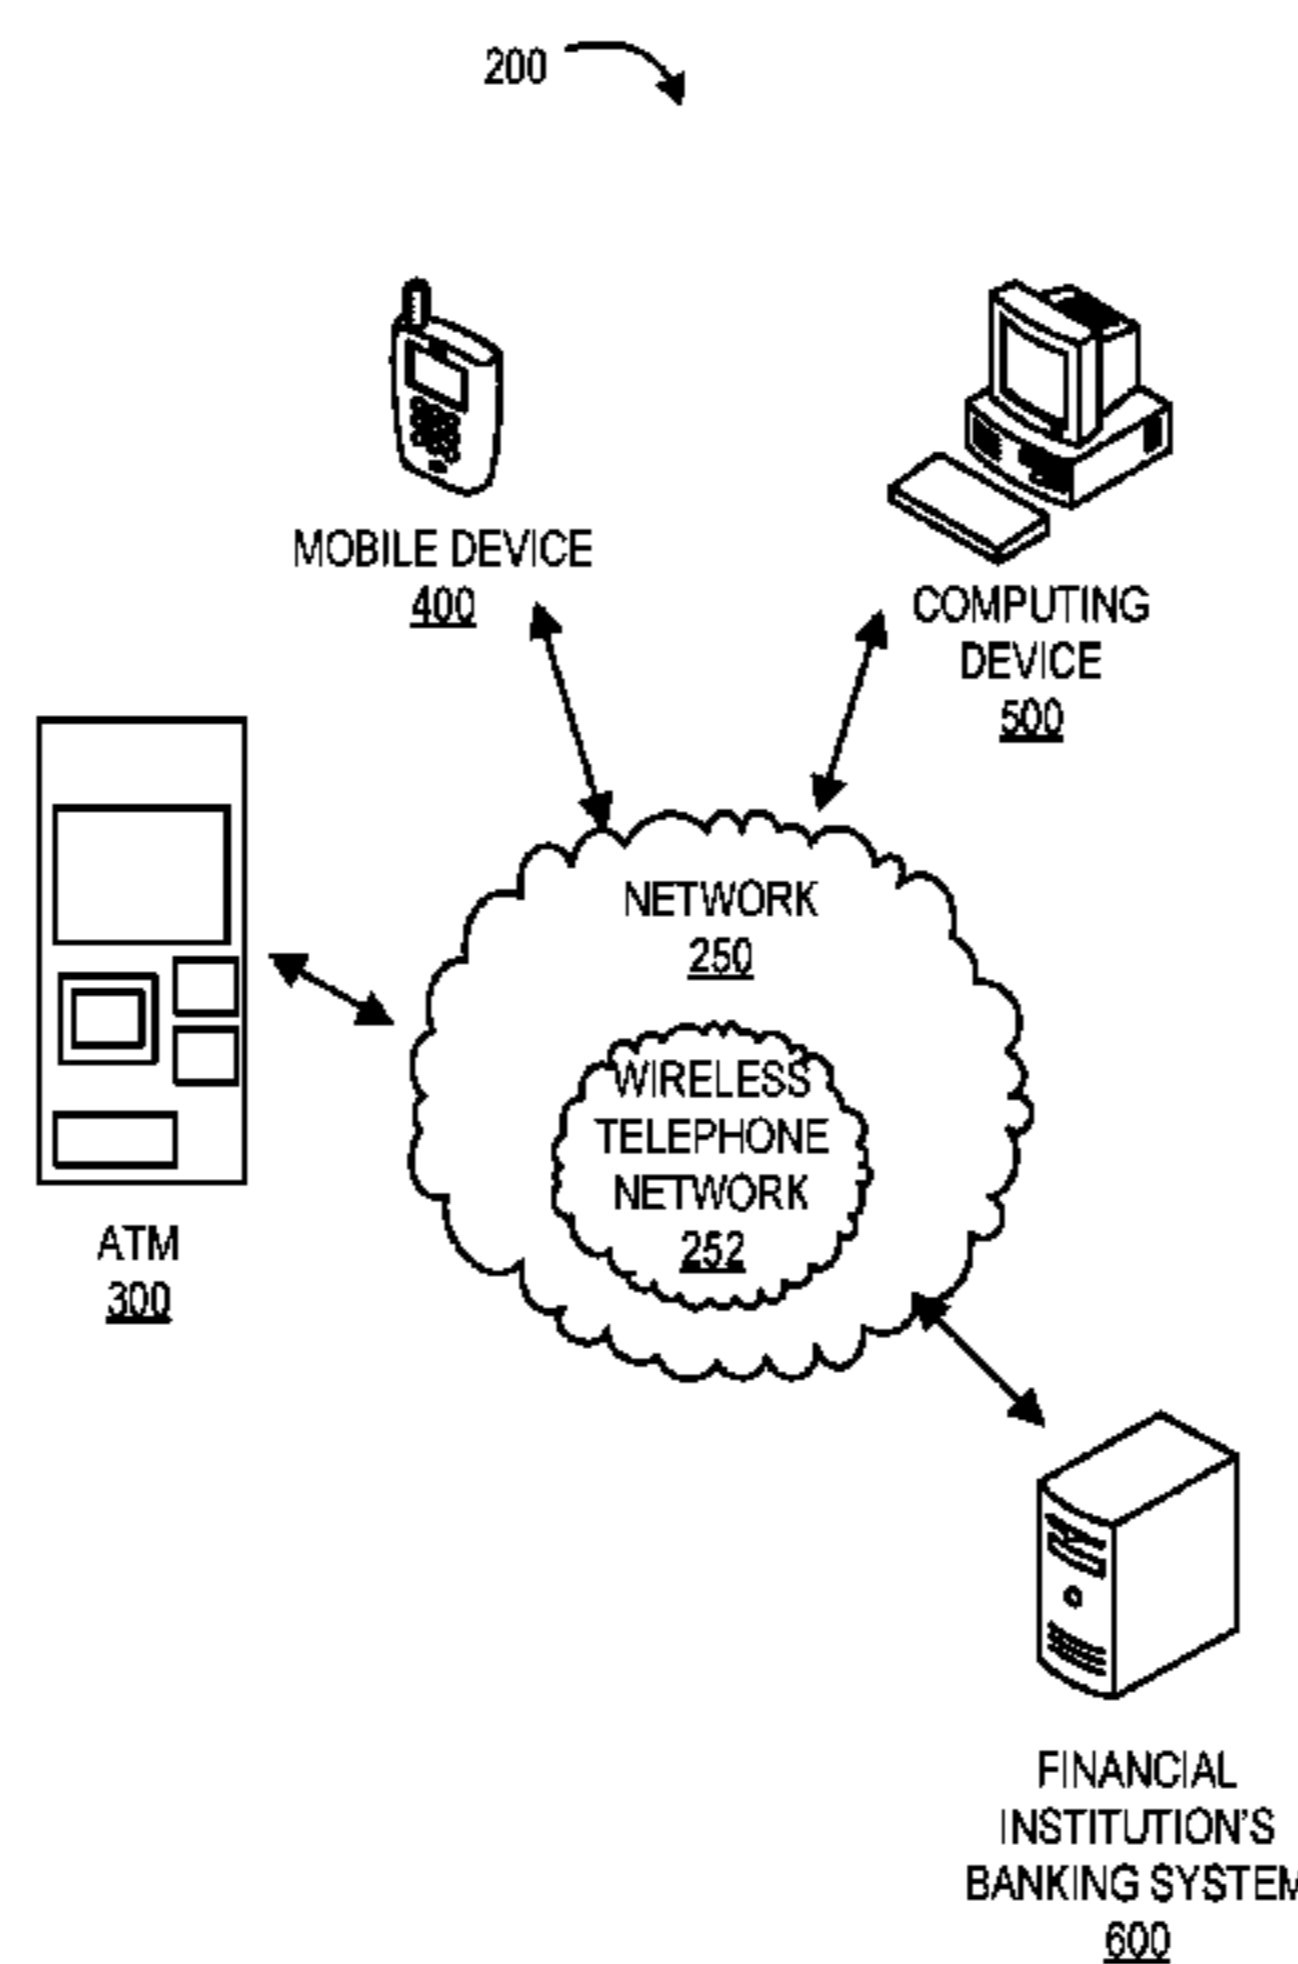 200
MOBILE DEVICE
400
COMPUTING
DEVICE
500
NETWORK
250
WIRELESS
TELEPHONE
NETWORK
252
ATM
300
FINANCIAL
INSTITUTION'S
BANKING SYSTEM
600